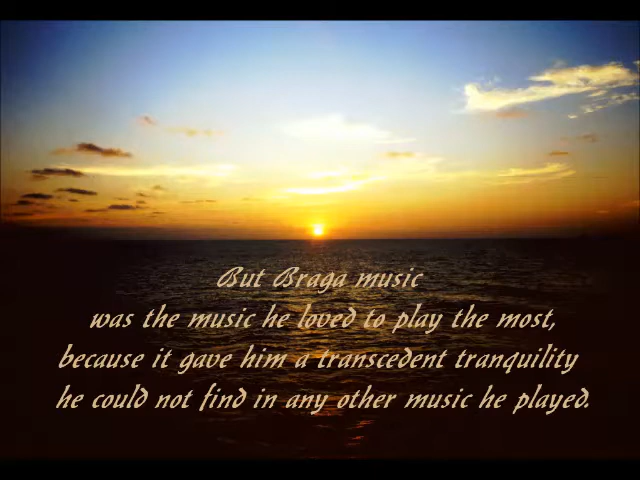 But Braga music
was the music he loved to play the most,
because it gave him a transcedent tranquility
he could not find in any other music he played.